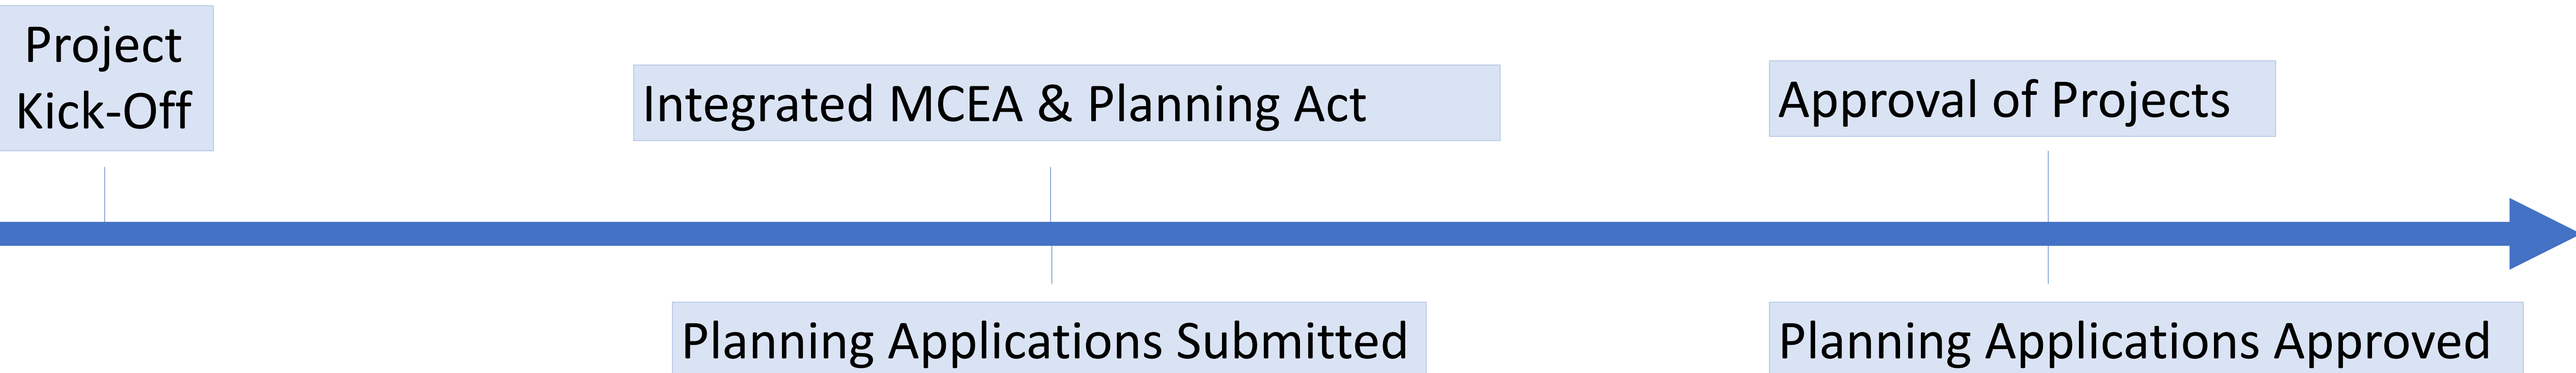 Project
Kick-Off
Integrated MCEA & Planning Act
Approval of Projects
Planning Applications Submitted
Planning Applications Approved